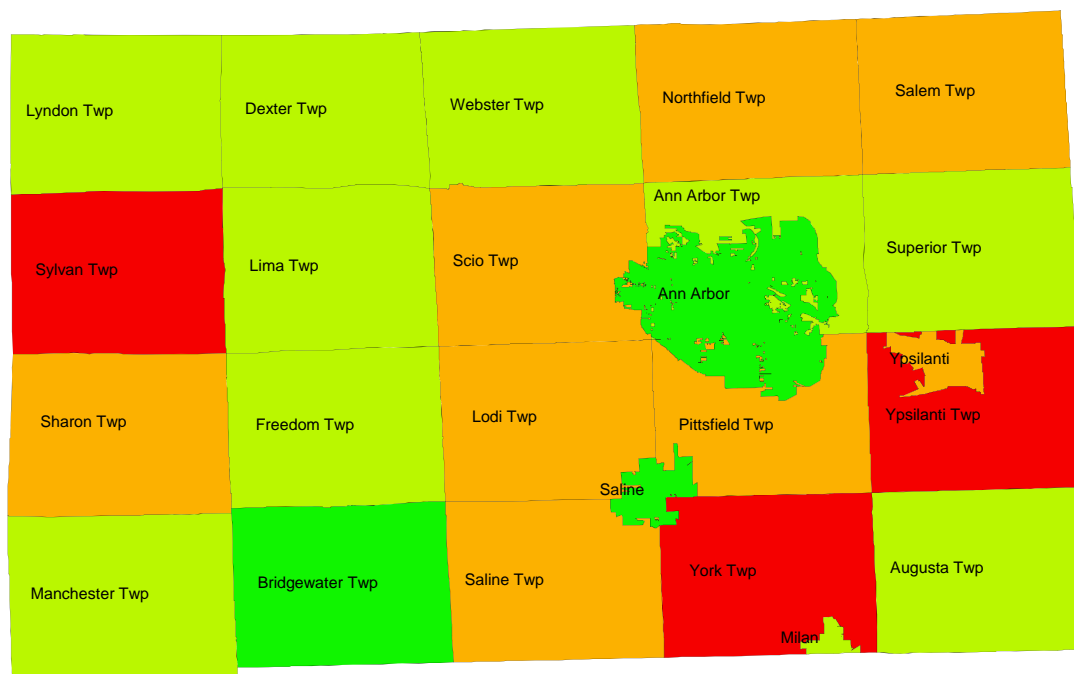 Lyndon Twp
Dexter Twp
Webster Twp
Northfield Twp
Salem Twp
Sylvan Twp
Lima Twp
Scio Twp
Ann Arbor Twp
Ann Arbor
Superior Twp
Sharon Twp
Freedom Twp
Lodi Twp
Pittsfield Twp
Ypsilanti
Ypsilanti Twp
Saline
Manchester Twp
Bridgewater Twp
Saline Twp
York Twp
Augusta Twp
Milan